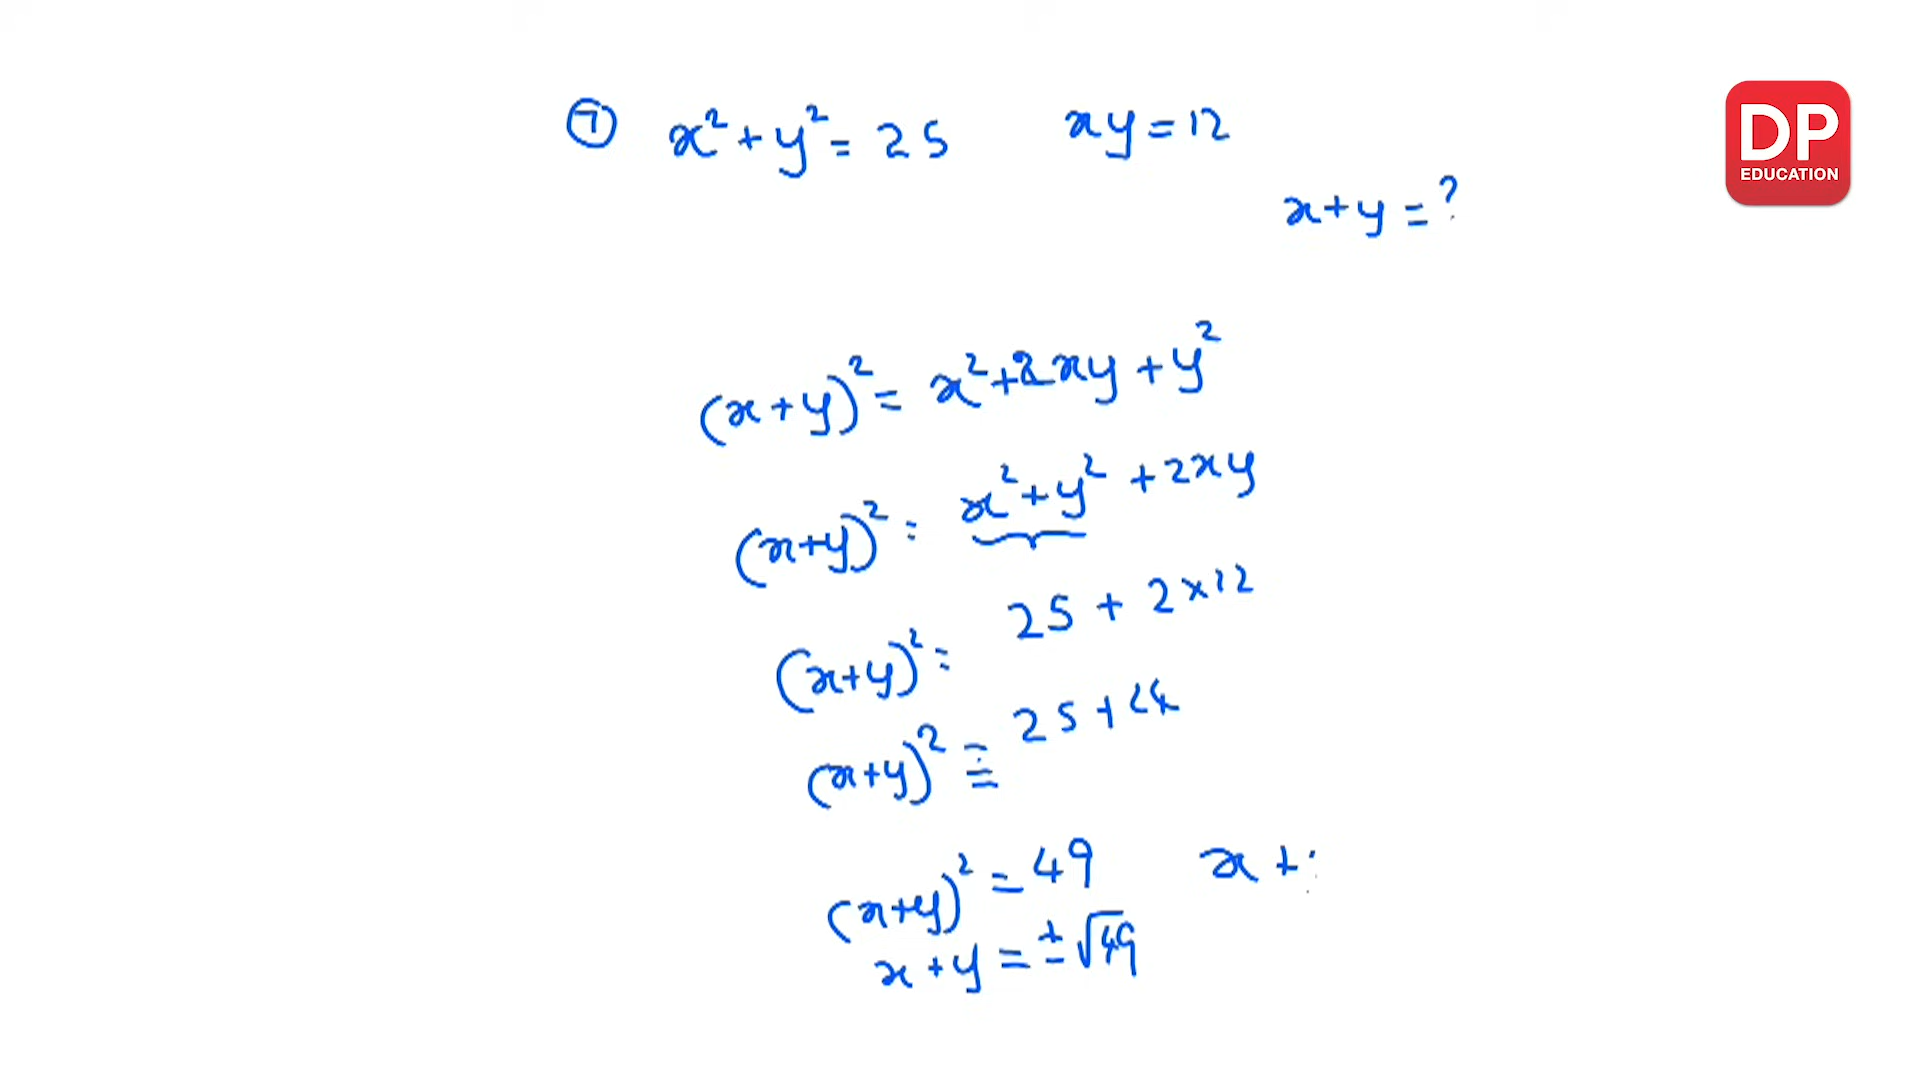 ⑦ x² + y² = 25 xy = 12
x + y = ?
(x + y)² = x² + 2xy + y²
(x + y)² = x² + y² + 2xy
(x + y)² = 25 + 2 × 12
(x + y)² = 25 + 24
(x + y)² = 49 x +
x + y = ± √49
DP
EDUCATION